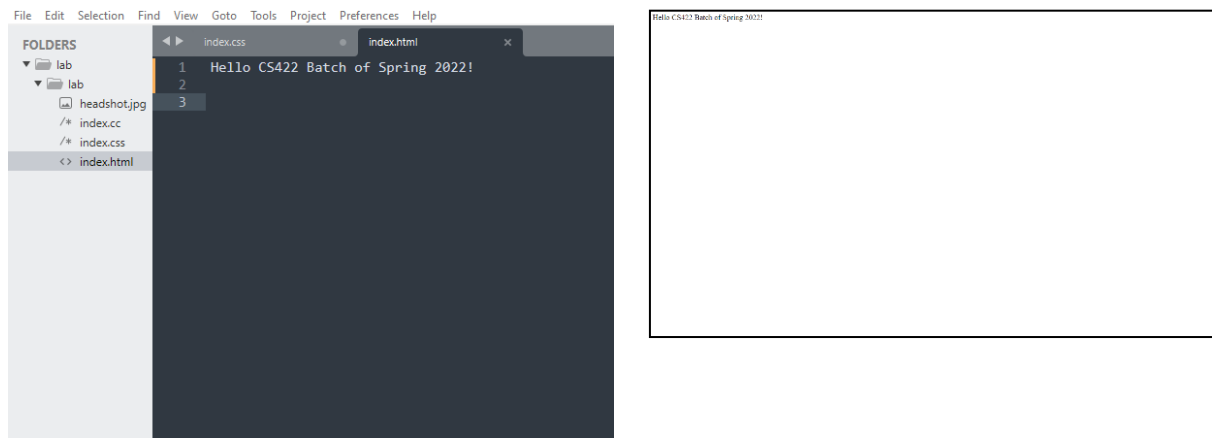 File Edit Selection Find View Goto Tools Project Preferences Help
FOLDERS
lab
lab
headshot.jpg
/* index.cc
/* index.css
<> index.html
index.css
index.html ×
1 Hello CS422 Batch of Spring 2022!
2
3
Hello CS422 Batch of Spring 2022!